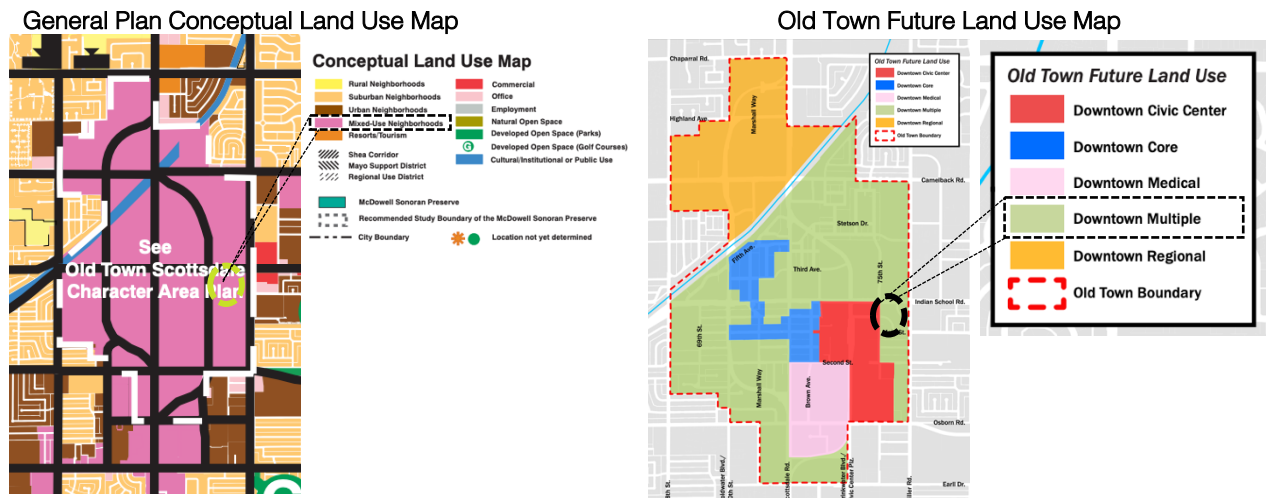 General Plan Conceptual Land Use Map
Old Town Future Land Use Map
Conceptual Land Use Map
Rural Neighborhoods
Suburban Neighborhoods
Urban Neighborhoods
Mixed-Use Neighborhoods
Resorts/Tourism
Shea Corridor
Mayo Support District
Regional Use District
Commercial
Office
Employment
Natural Open Space
Developed Open Space (Parks)
G Developed Open Space (Golf Courses)
Cultural/Institutional or Public Use
McDowell Sonoran Preserve
Recommended Study Boundary of the McDowell Sonoran Preserve
City Boundary
Location not yet determined
See
Old Town Scottsdale
Character Area Plan
G
Chaparral Rd.
Highland Ave.
Marshall Way
Camelback Rd.
Stetson Dr.
Fifth Ave.
Third Ave.
75th St.
Indian School Rd.
69th St.
Second St.
Marshall Way
Brown Ave.
Osborn Rd.
Earll Dr.
Old Town Future Land Use
Downtown Civic Center
Downtown Core
Downtown Medical
Downtown Multiple
Downtown Regional
Old Town Boundary
Old Town Future Land Use
Downtown Civic Center
Downtown Core
Downtown Medical
Downtown Multiple
Downtown Regional
Old Town Boundary